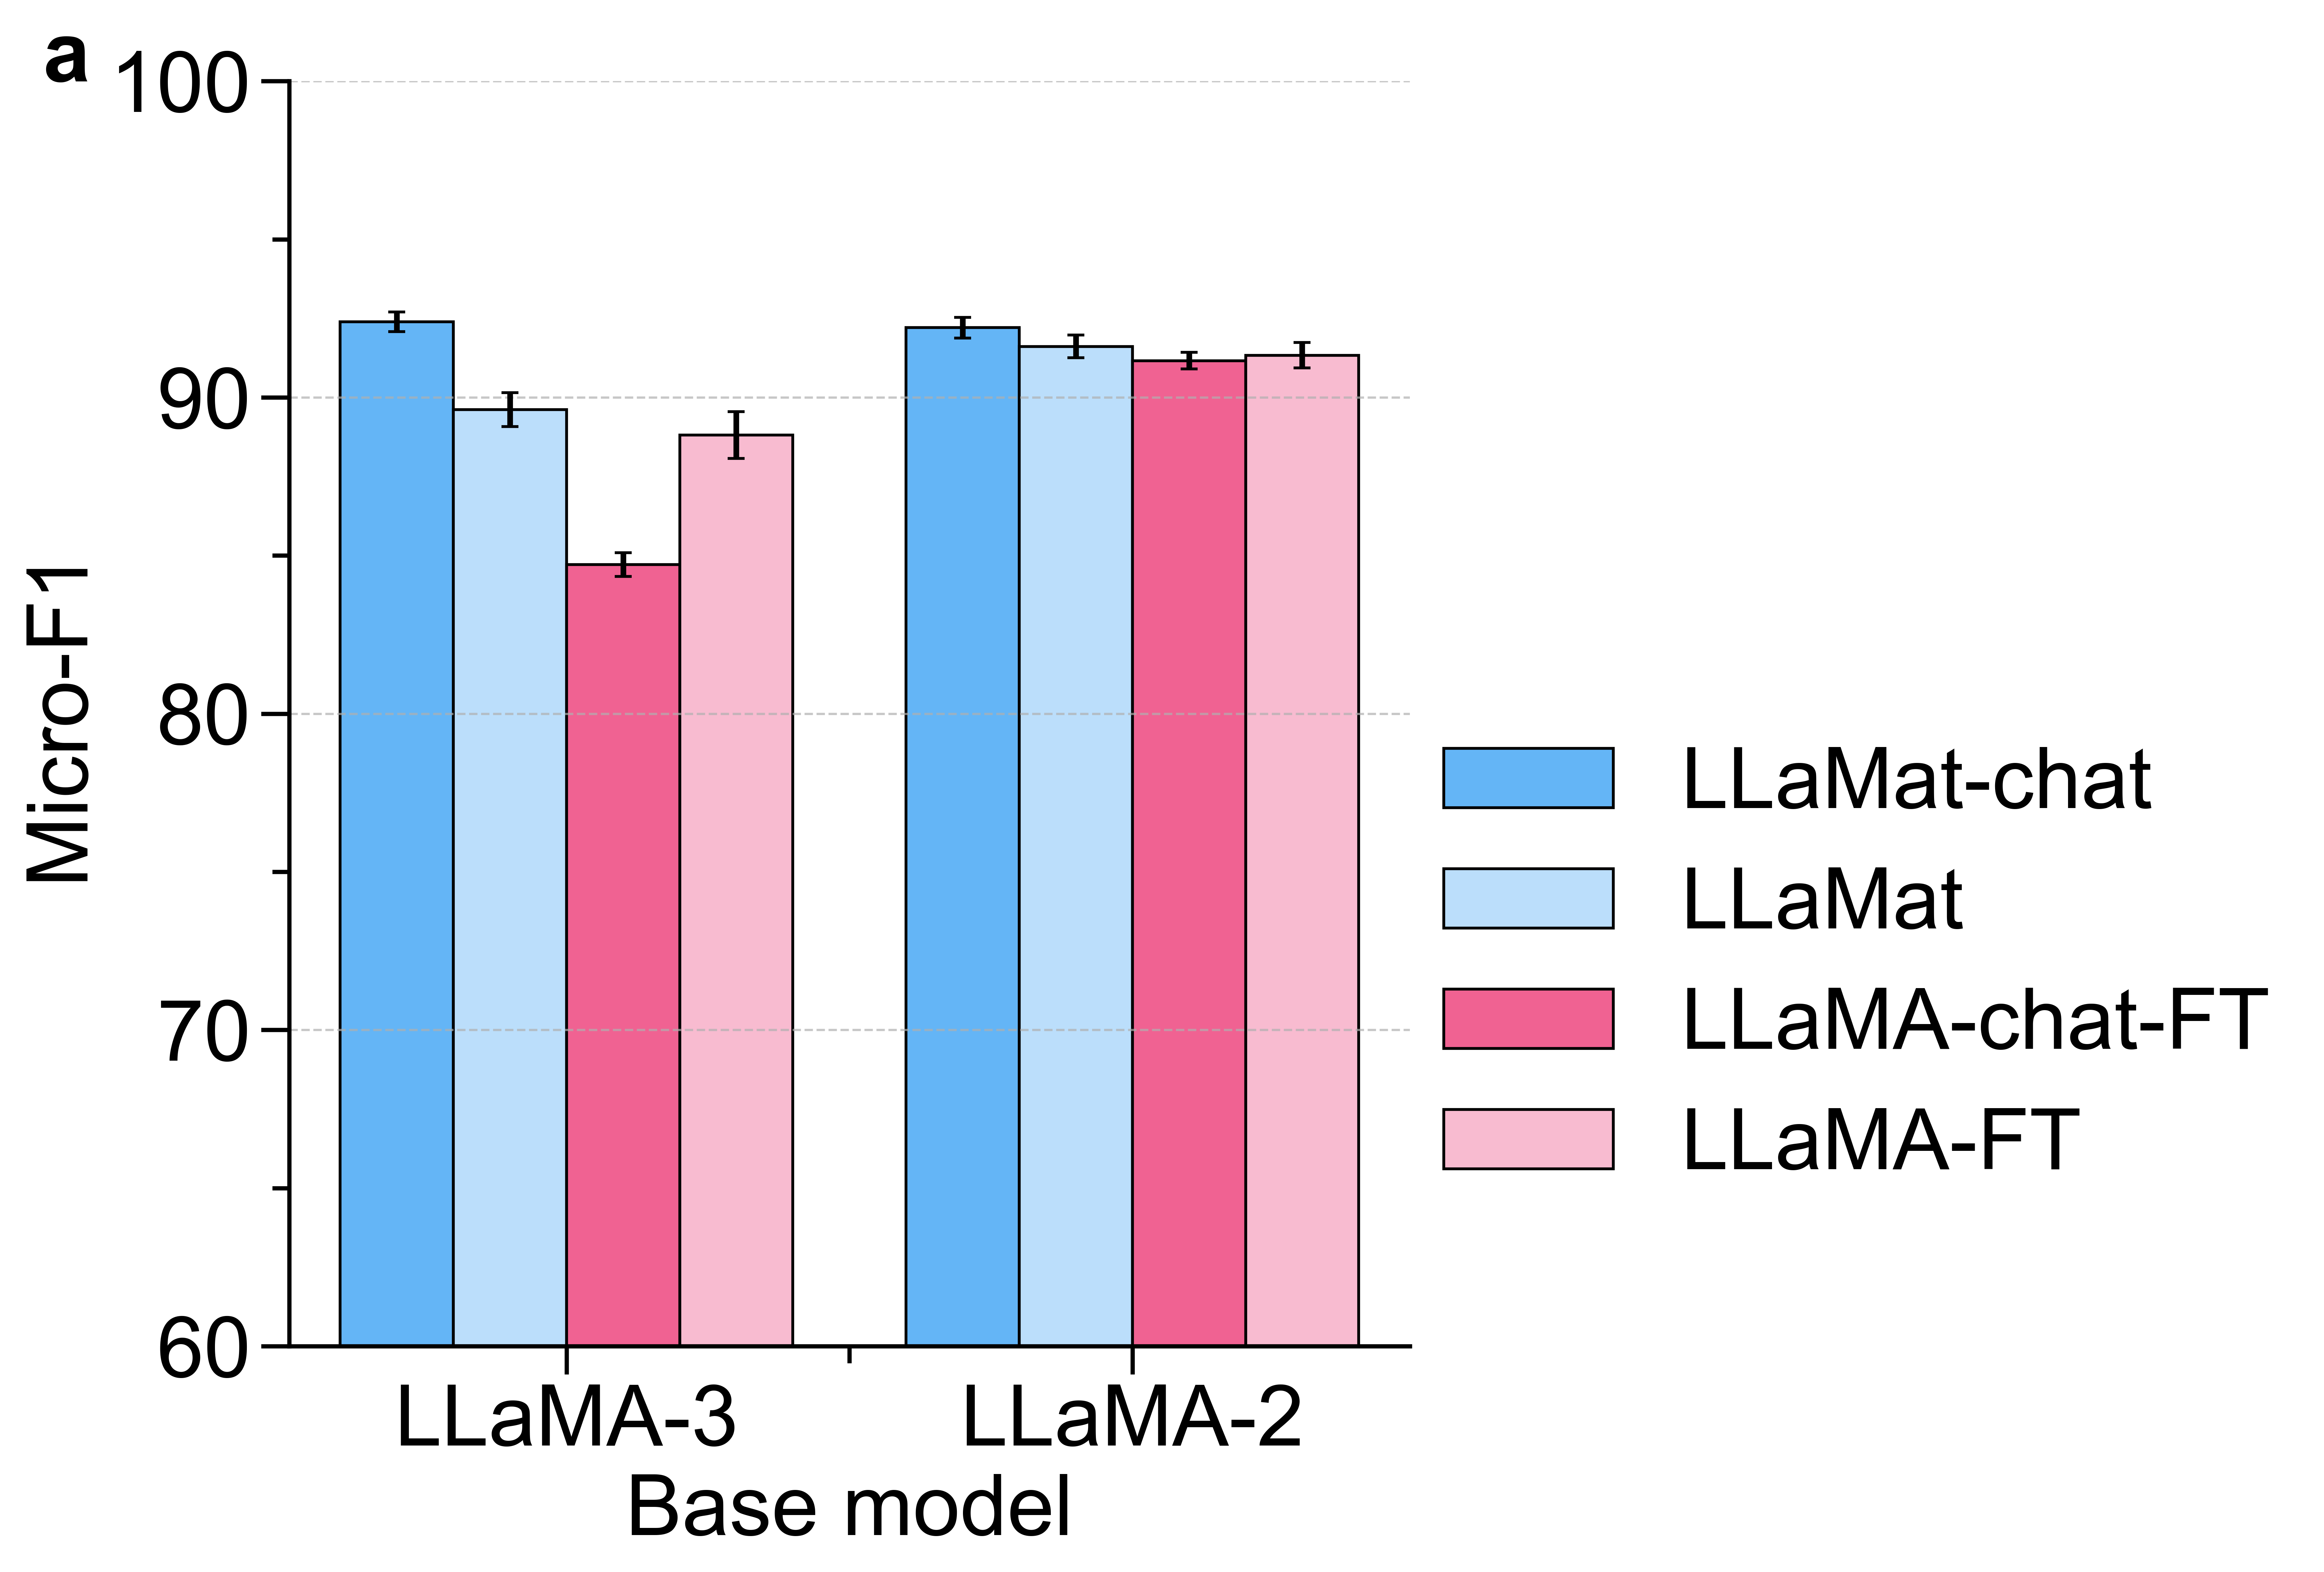 a
100
90
80
70
60
Micro-F1
LLaMA-3
LLaMA-2
Base model
LLaMat-chat
LLaMat
LLaMA-chat-FT
LLaMA-FT